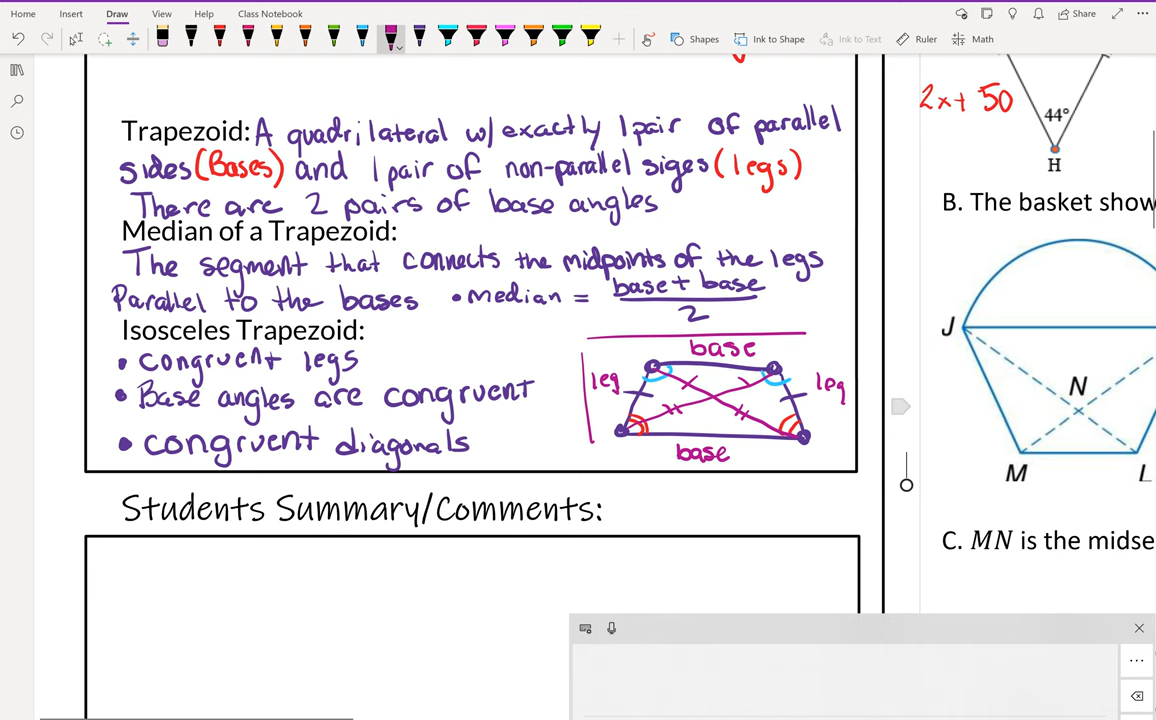 Home Insert Draw View Help Class Notebook
Share
Shapes Ink to Shape Ink to Text Ruler Math
Trapezoid: A quadrilateral w/ exactly 1 pair of parallel
sides (Bases) and 1 pair of non-parallel siges (legs)
There are 2 pairs of base angles
Median of a Trapezoid:
The segment that connects the midpoints of the legs
Parallel to the bases • median = base + base
2
Isosceles Trapezoid:
• congruent legs
• Base angles are congruent
• congruent diagonals
base
leg leg
base
Students Summary/Comments:
2x+ 50
44°
H
B. The basket show
J
N
M L
C. MN is the midse